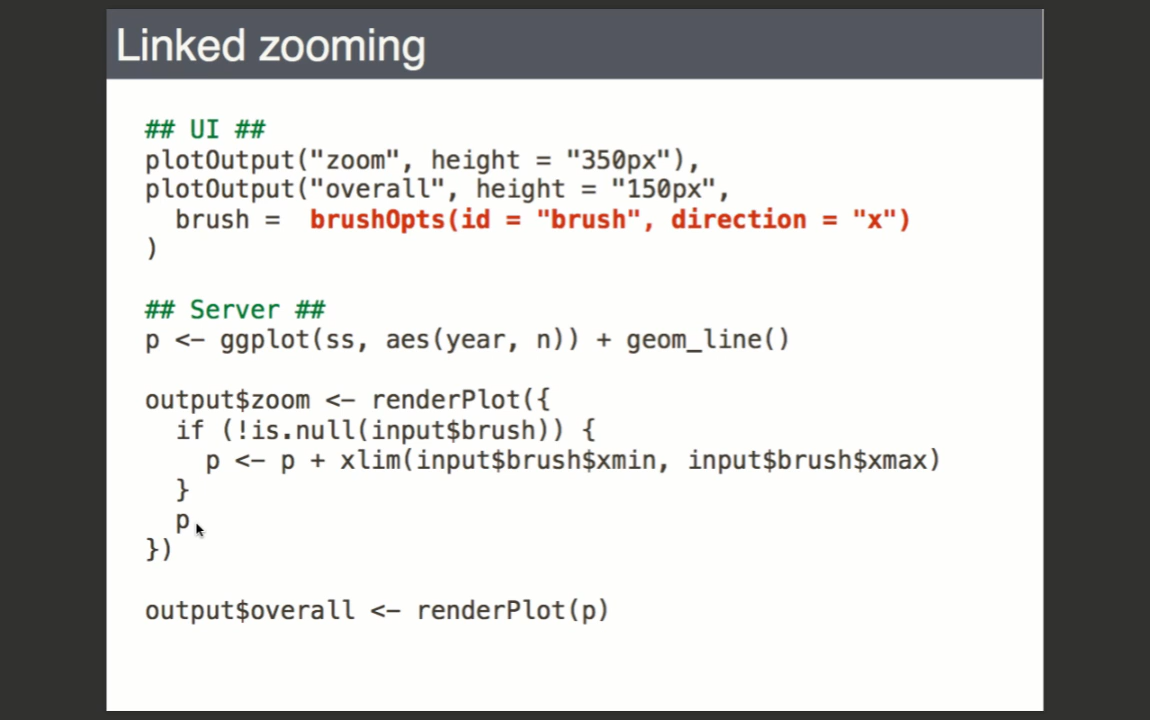 Linked zooming
## UI ##
plotOutput("zoom", height = "350px"),
plotOutput("overall", height = "150px",
  brush =  brushOpts(id = "brush", direction = "x")
)
## Server ##
p <- ggplot(ss, aes(year, n)) + geom_line()
output$zoom <- renderPlot({
  if (!is.null(input$brush)) {
    p <- p + xlim(input$brush$xmin, input$brush$xmax)
  }
  p
})
output$overall <- renderPlot(p)